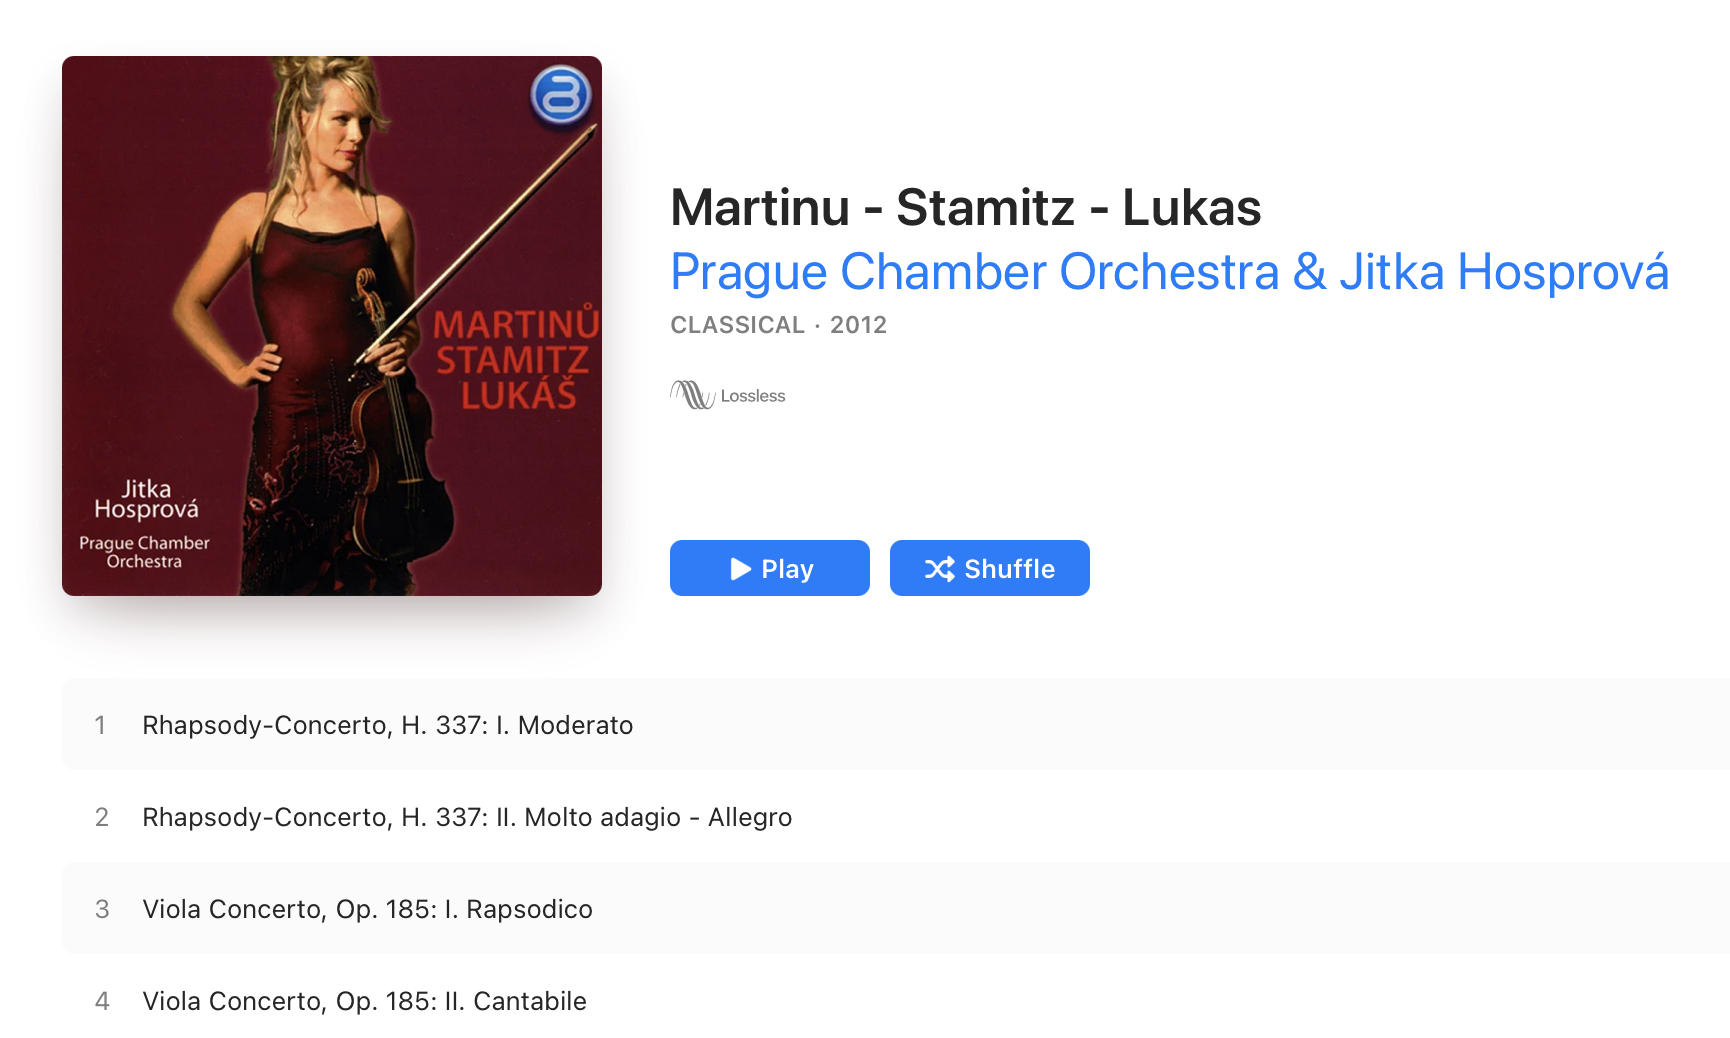 MARTINŮ
STAMITZ
LUKÁŠ
Jitka
Hosprová
Prague Chamber
Orchestra
Martinu - Stamitz - Lukas
Prague Chamber Orchestra & Jitka Hosprová
CLASSICAL · 2012
Lossless
Play
Shuffle
1 Rhapsody-Concerto, H. 337: I. Moderato
2 Rhapsody-Concerto, H. 337: II. Molto adagio - Allegro
3 Viola Concerto, Op. 185: I. Rapsodico
4 Viola Concerto, Op. 185: II. Cantabile